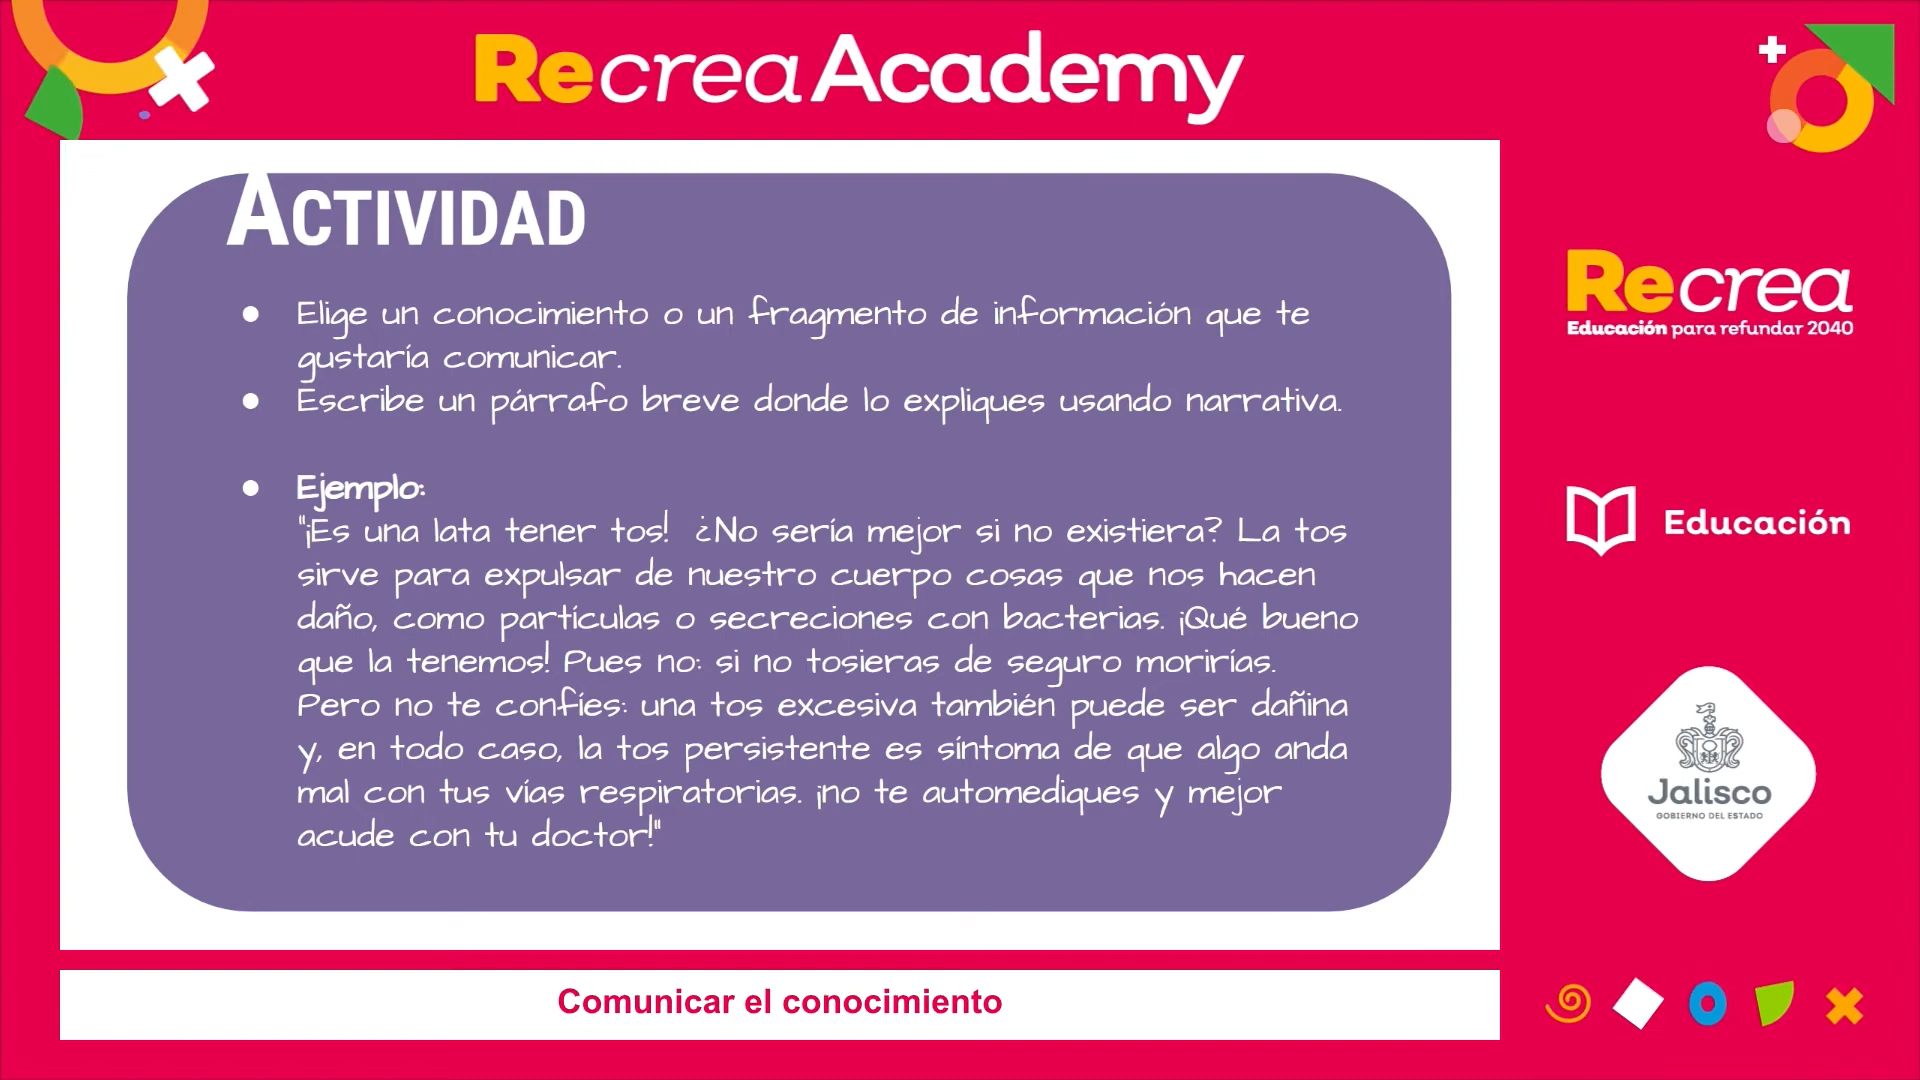 Recrea Academy
ACTIVIDAD
● Elige un conocimiento o un fragmento de información que te
gustaría comunicar.
● Escribe un párrafo breve donde lo expliques usando narrativa.
● Ejemplo:
"¡Es una lata tener tos!  ¿No sería mejor si no existiera? La tos
sirve para expulsar de nuestro cuerpo cosas que nos hacen
daño, como partículas o secreciones con bacterias. ¡Qué bueno
que la tenemos! Pues no: si no tosieras de seguro morirías.
Pero no te confíes: una tos excesiva también puede ser dañina
y, en todo caso, la tos persistente es síntoma de que algo anda
mal con tus vías respiratorias. ¡no te automediques y mejor
acude con tu doctor!"
Comunicar el conocimiento
Recrea
Educación para refundar 2040
Educación
Jalisco
GOBIERNO DEL ESTADO